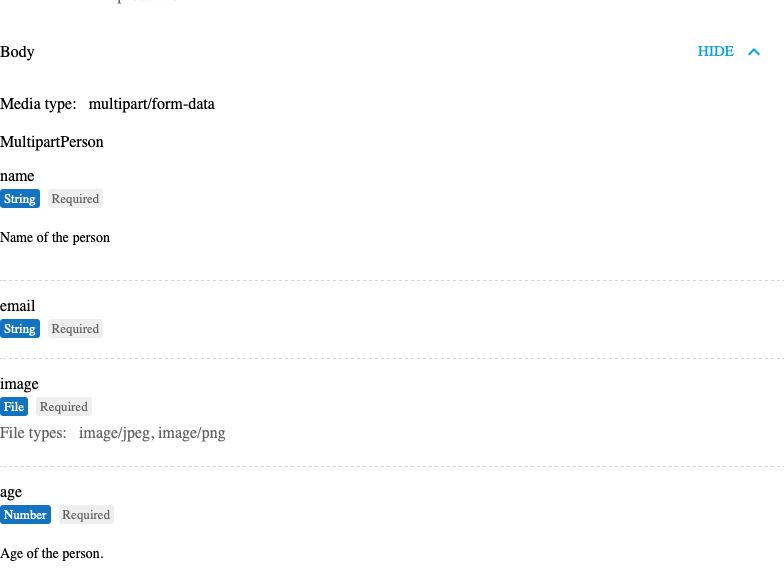 Body HIDE
Media type: multipart/form-data
MultipartPerson
name
String Required
Name of the person
email
String Required
image
File Required
File types: image/jpeg, image/png
age
Number Required
Age of the person.